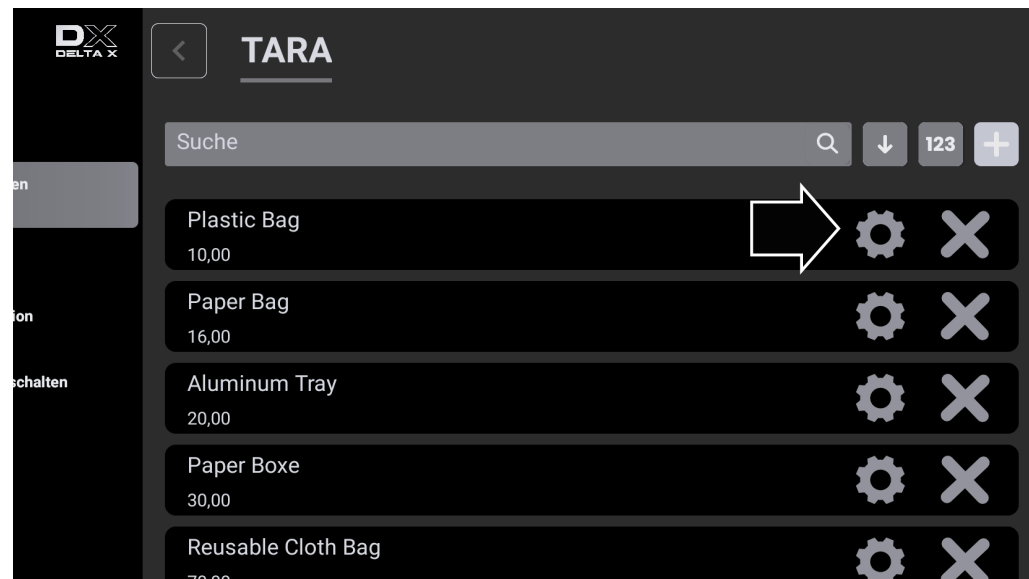 DX
DELTA X
TARA
Suche
123
en
Plastic Bag
10,00
ion
Paper Bag
16,00
schalten
Aluminum Tray
20,00
Paper Boxe
30,00
Reusable Cloth Bag